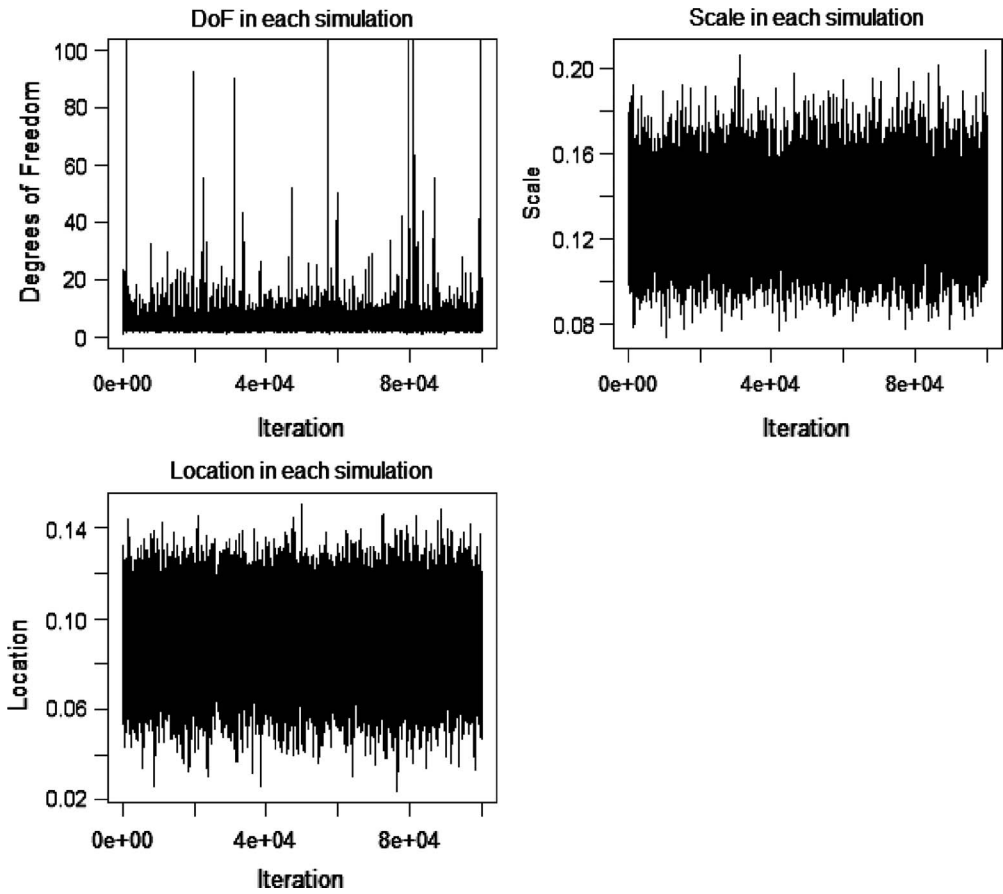 DoF in each simulation
Degrees of Freedom
100
80
60
40
20
0
0e+00 4e+04 8e+04
Iteration
Scale in each simulation
Scale
0.20
0.16
0.12
0.08
0e+00 4e+04 8e+04
Iteration
Location in each simulation
Location
0.14
0.10
0.06
0.02
0e+00 4e+04 8e+04
Iteration